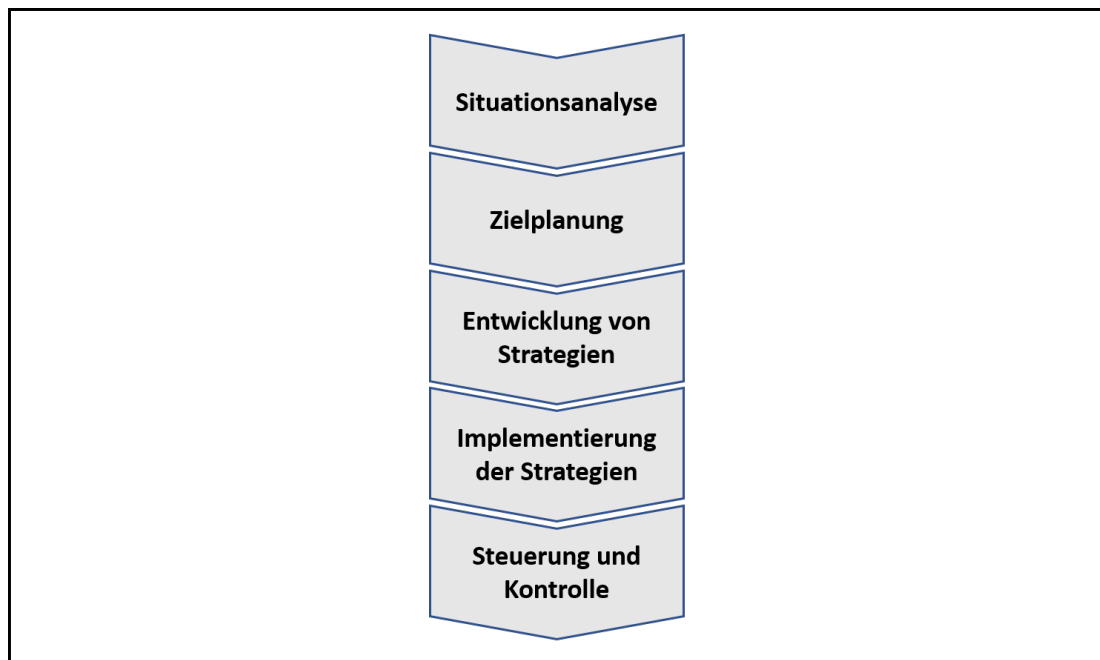 Situationsanalyse
Zielplanung
Entwicklung von
Strategien
Implementierung
der Strategien
Steuerung und
Kontrolle